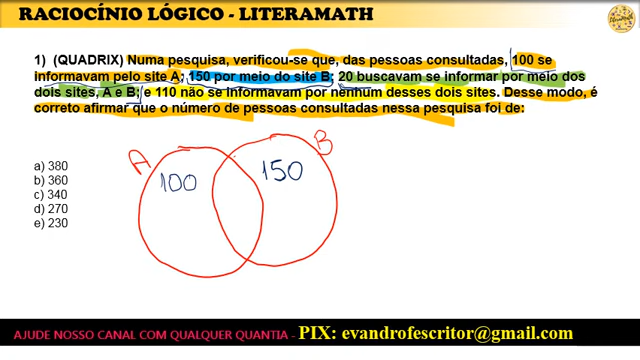 RACIOCÍNIO LÓGICO - LITERAMATH
1) (QUADRIX) Numa pesquisa, verificou-se que, das pessoas consultadas, 100 se
informavam pelo site A; 150 por meio do site B; 20 buscavam se informar por meio dos
dois sites, A e B; e 110 não se informavam por nenhum desses dois sites. Desse modo, é
correto afirmar que o número de pessoas consultadas nessa pesquisa foi de:
A
B
100
150
a) 380
b) 360
c) 340
d) 270
e) 230
AJUDE NOSSO CANAL COM QUALQUER QUANTIA - PIX: evandrofescritor@gmail.com